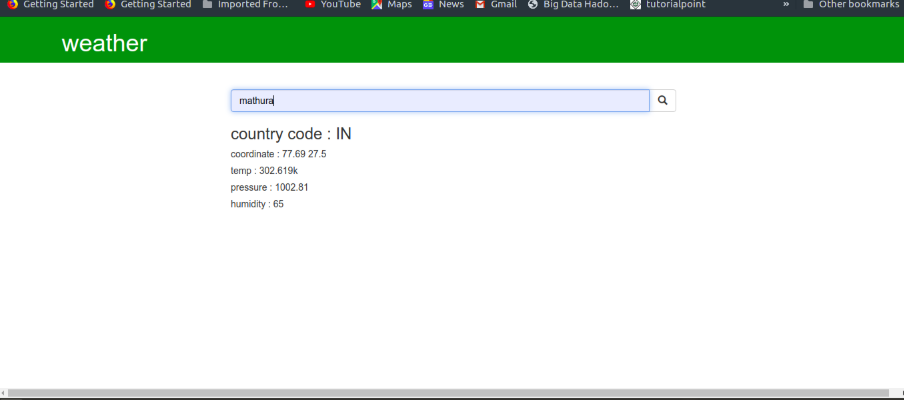 Getting Started Getting Started Imported Fro... YouTube Maps News Gmail Big Data Hado... tutorialpoint » Other bookmarks
weather
mathura
country code : IN
coordinate : 77.69 27.5
temp : 302.619k
pressure : 1002.81
humidity : 65